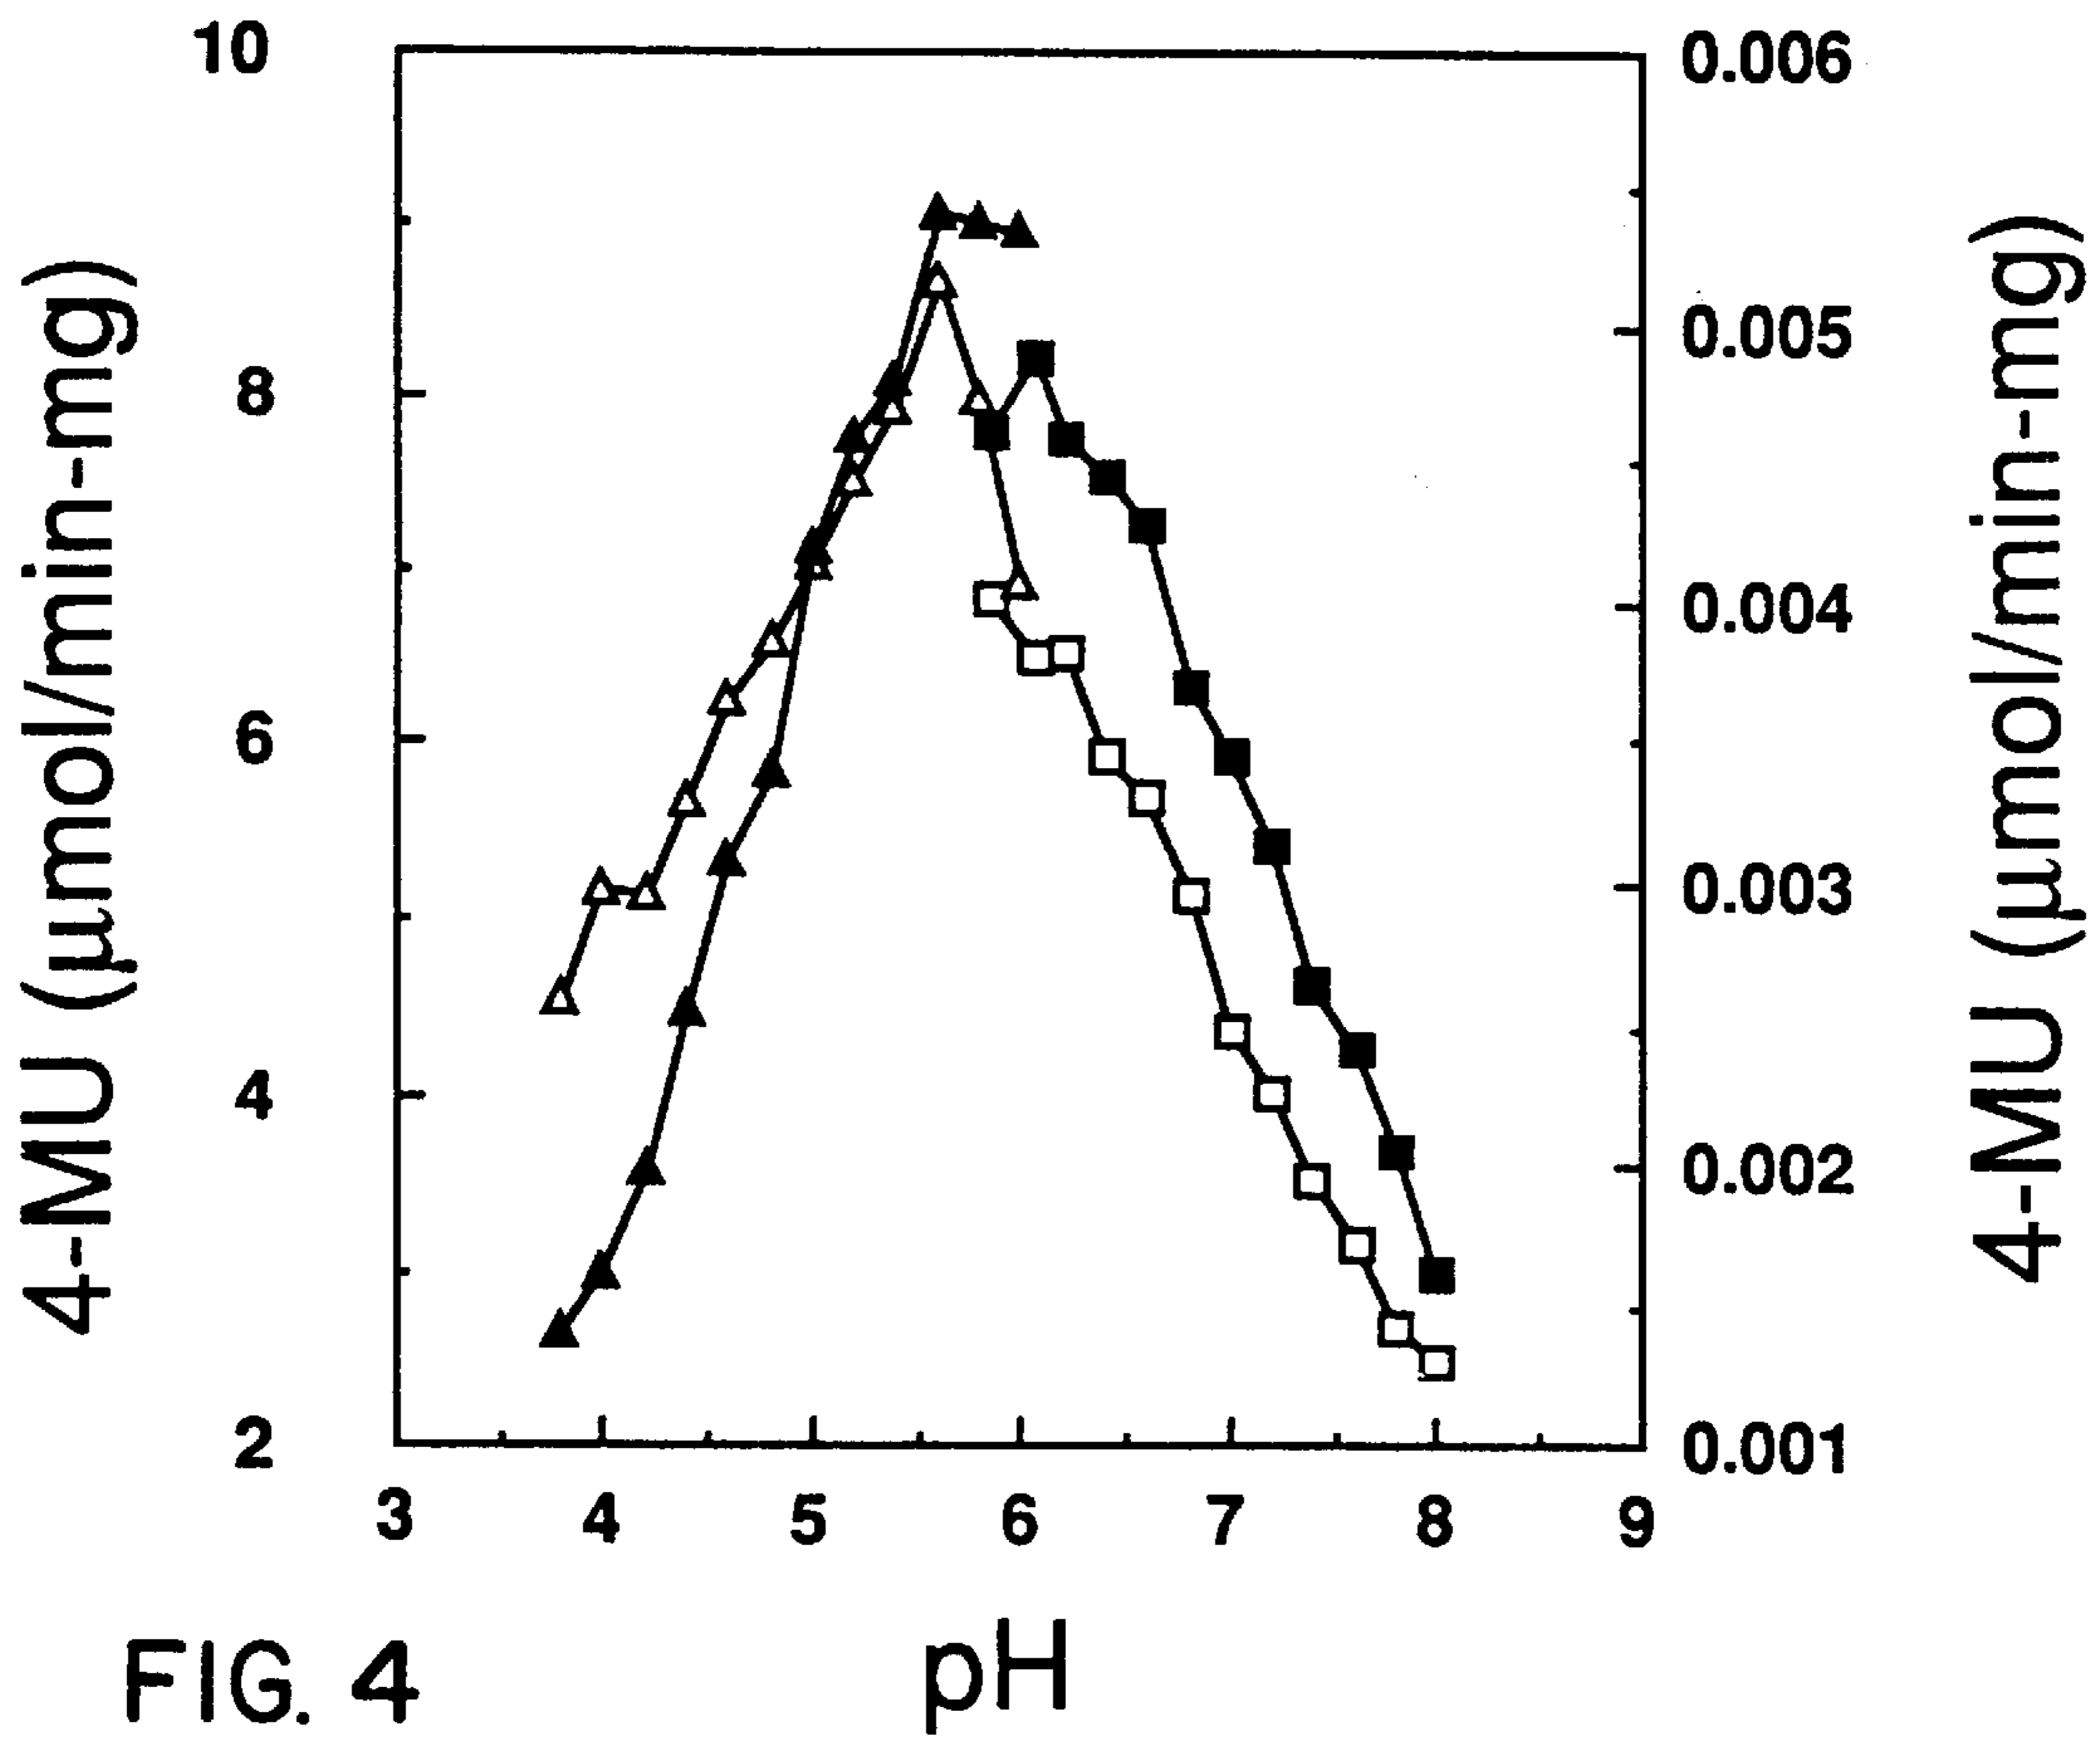 10
8
6
4
2
4-MU (μmol/min-mg)
0.006
0.005
0.004
0.003
0.002
0.001
4-MU (μmol/min-mg)
3 4 5 6 7 8 9
pH
FIG. 4